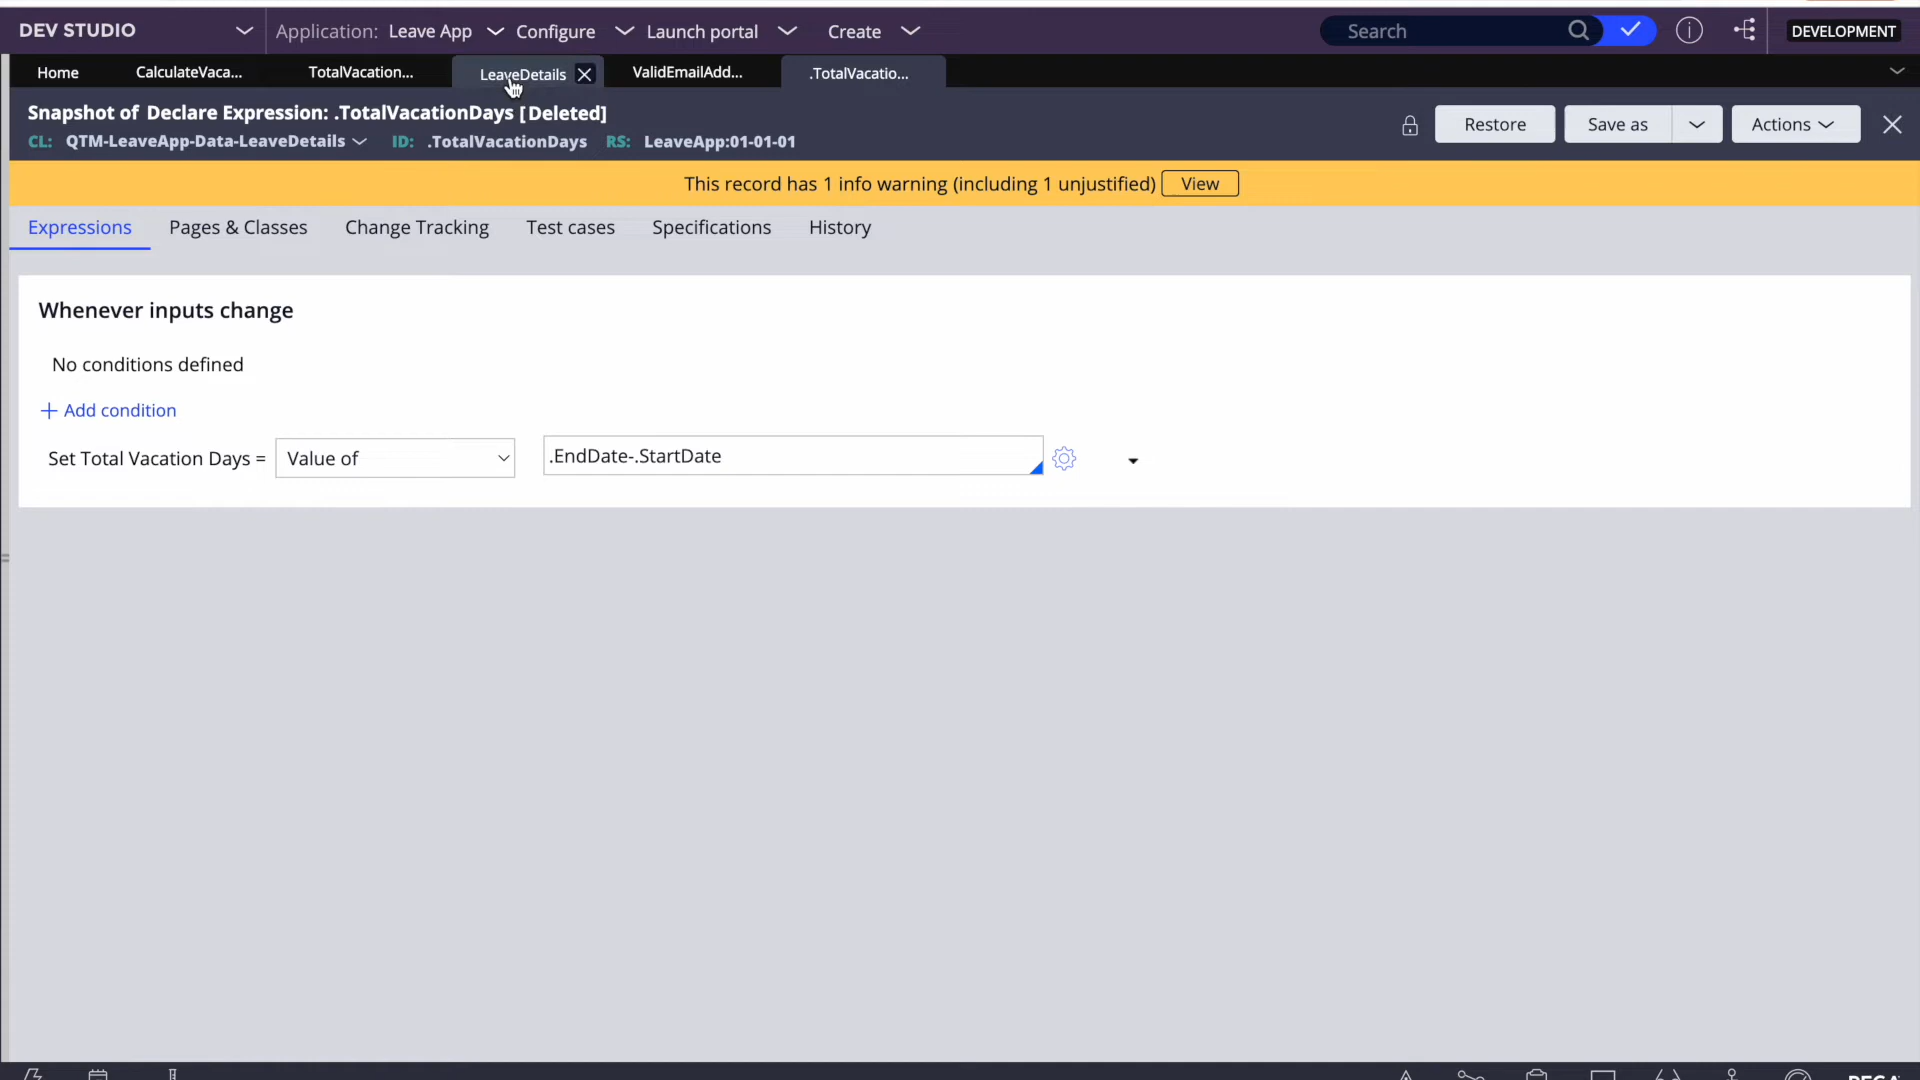 DEV STUDIO Application: Leave App Configure Launch portal Create Search DEVELOPMENT
Home CalculateVaca... TotalVacation... LeaveDetails ValidEmailAdd... .TotalVacatio...
Snapshot of Declare Expression: .TotalVacationDays [Deleted]
CL: QTM-LeaveApp-Data-LeaveDetails ID: .TotalVacationDays RS: LeaveApp:01-01-01
Restore Save as Actions
This record has 1 info warning (including 1 unjustified) View
Expressions Pages & Classes Change Tracking Test cases Specifications History
Whenever inputs change
No conditions defined
+ Add condition
Set Total Vacation Days = Value of .EndDate-.StartDate
PEGA